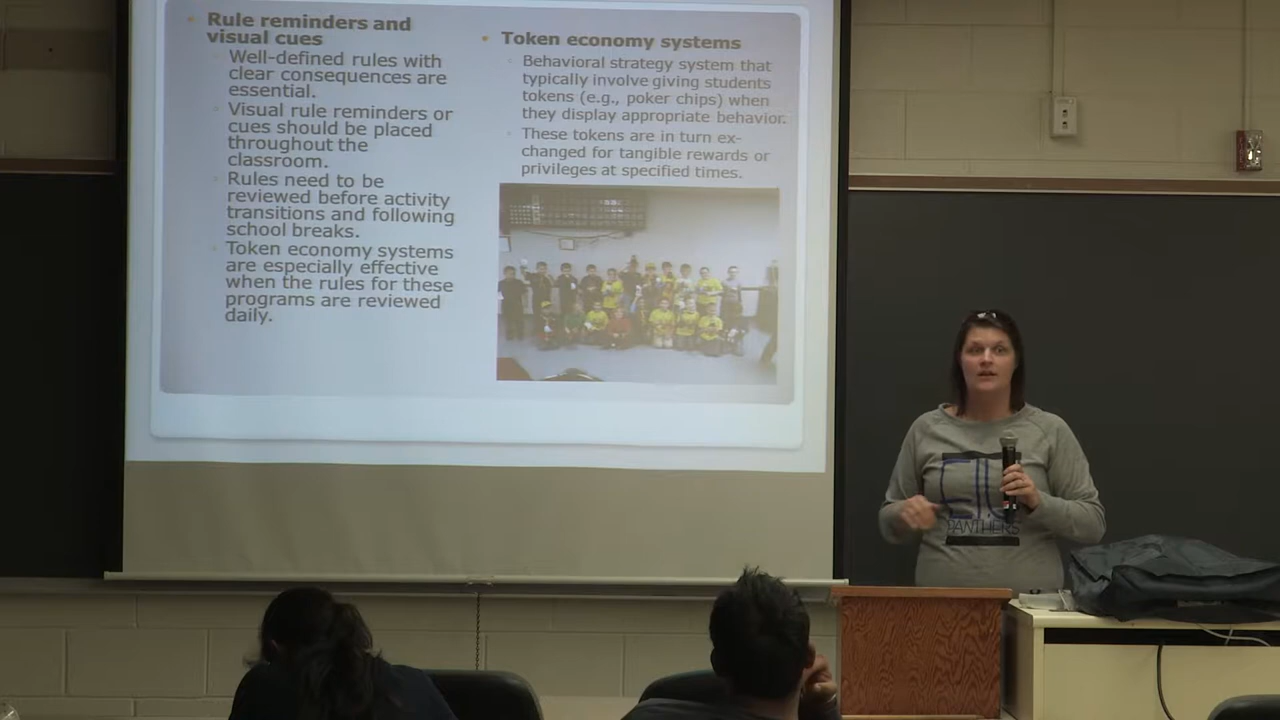 Rule reminders and
visual cues
Well-defined rules with
clear consequences are
essential.
Visual rule reminders or
cues should be placed
throughout the
classroom.
Rules need to be
reviewed before activity
transitions and following
school breaks.
Token economy systems
are especially effective
when the rules for these
programs are reviewed
daily.
Token economy systems
Behavioral strategy system that
typically involve giving students
tokens (e.g., poker chips) when
they display appropriate behavior.
These tokens are in turn ex-
changed for tangible rewards or
privileges at specified times.
EIU
PANTHERS